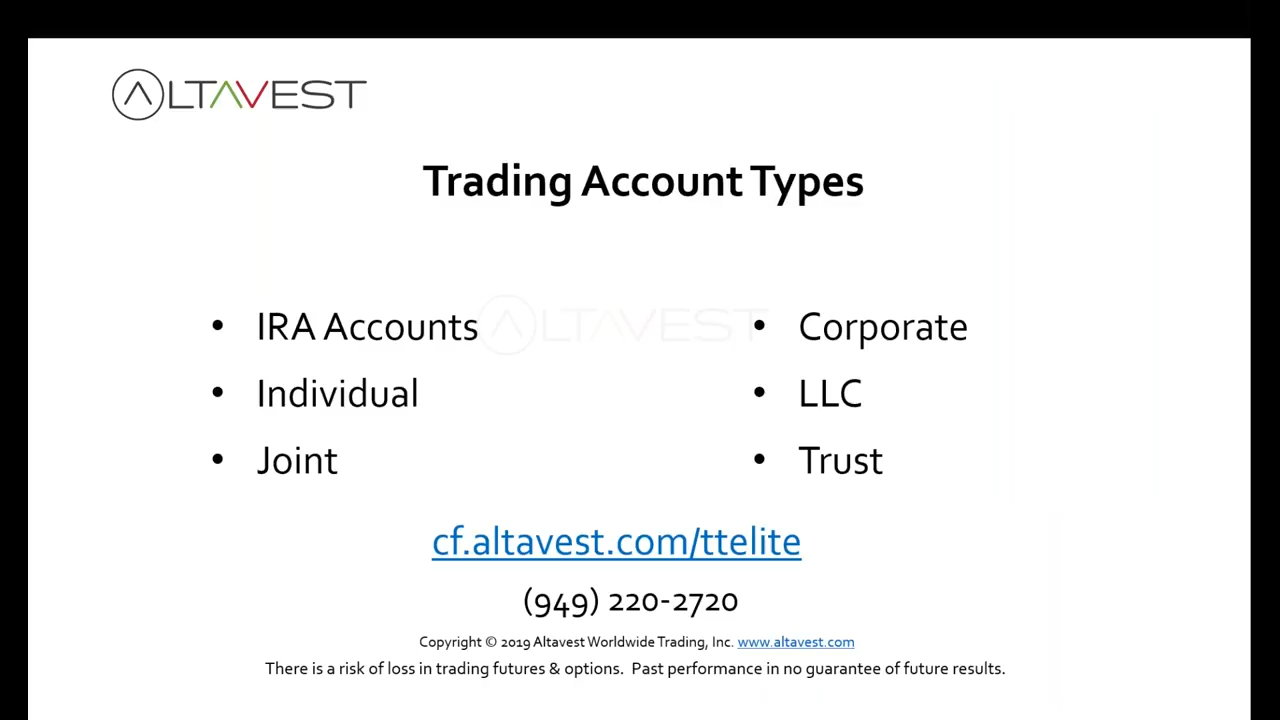 ALTAVEST
Trading Account Types
• IRA Accounts
• Individual
• Joint
ALTAVEST
• Corporate
• LLC
• Trust
cf.altavest.com/ttelite
(949) 220-2720
Copyright © 2019 Altavest Worldwide Trading, Inc. www.altavest.com
There is a risk of loss in trading futures & options. Past performance in no guarantee of future results.